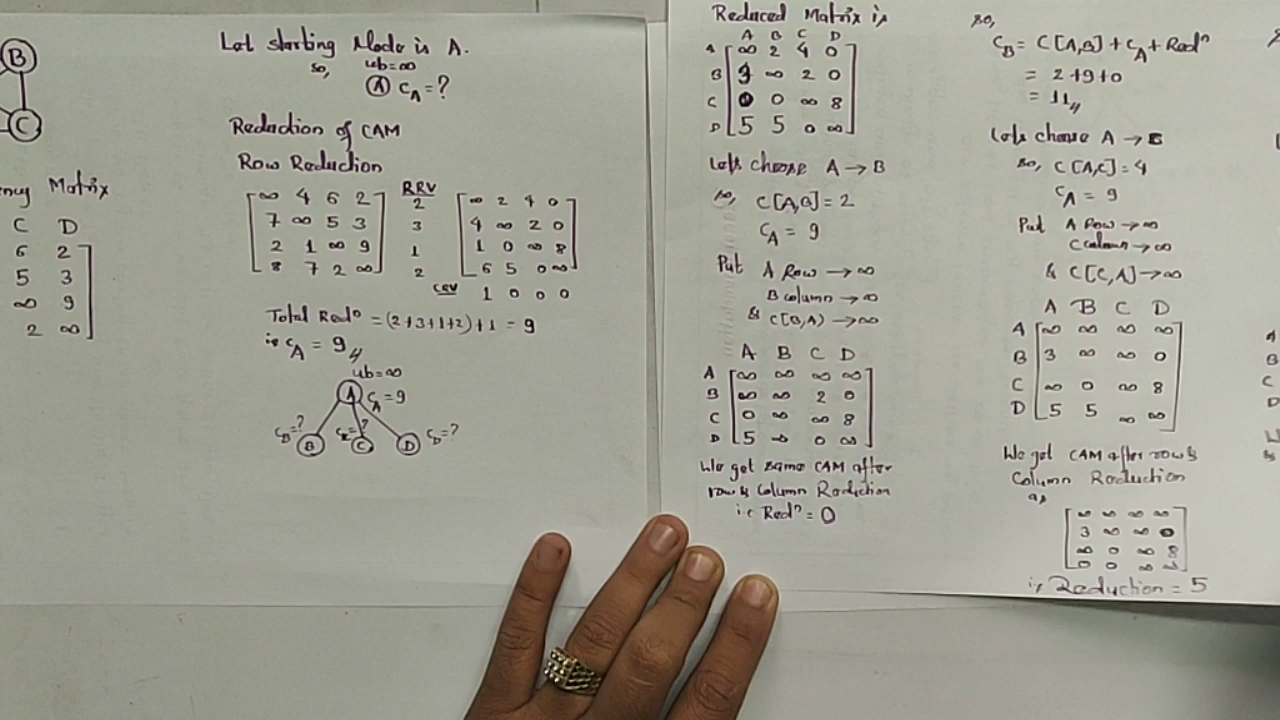 B
C
ncy Matrix
C D
6 2
5 3
∞ 9
2 ∞
Let starting Node is A.
so, ub=∞
A C_A = ?
Reduction of CAM
Row Reduction
RRV
∞ 4 6 2 2 ∞ 2 4 0
7 ∞ 5 3 3 4 ∞ 2 0
2 1 ∞ 9 1 1 0 ∞ 8
8 7 2 ∞ 2 6 5 0 ∞
CRV 1 0 0 0
Total Redⁿ = (2+3+1+2)+1 = 9
ie C_A = 9
ub=∞
A C_A=9
C_B=? C_C=? C_D=?
B C D
Reduced Matrix is
A B C D
A ∞ 2 4 0
B 3 ∞ 2 0
C 0 0 ∞ 8
D 5 5 0 ∞
Let's choose A → B
so, C[A,B] = 2
C_A = 9
Put A Row → ∞
B column → ∞
& C(B,A) → ∞
A B C D
A ∞ ∞ ∞ ∞
B ∞ ∞ 2 0
C 0 ∞ ∞ 8
D 5 ∞ 0 ∞
We get same CAM after
row & Column Reduction
i.e Redⁿ = 0
so,
C_B = C[A,B] + C_A + Redⁿ
= 2+9+0
= 11
Let's choose A → C
so, C[A,C] = 4
C_A = 9
Put A Row → ∞
C column → ∞
& C[C,A] → ∞
A B C D
A ∞ ∞ ∞ ∞
B 3 ∞ ∞ 0
C ∞ 0 ∞ 8
D 5 5 ∞ ∞
We get CAM after row &
Column Reduction
as
∞ ∞ ∞ ∞
3 ∞ ∞ 0
∞ 0 ∞ 8
0 0 ∞ ∞
is Reduction = 5
B
C
D